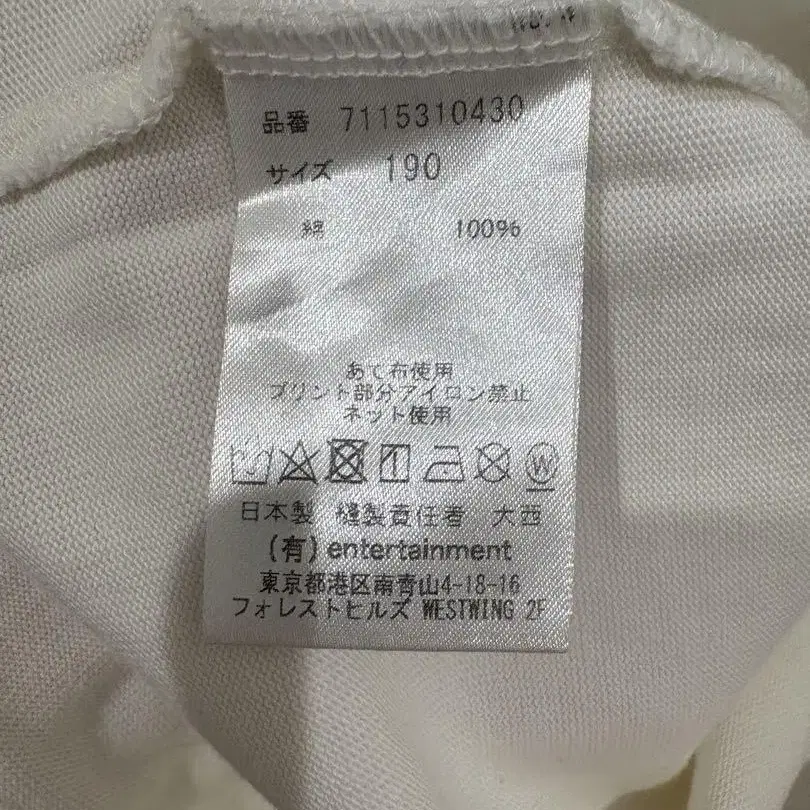 品番 7115310430
サイズ 190
綿 100%
あて布使用
プリント部分アイロン禁止
ネット使用
日本製 縫製責任者 大西
(有) entertainment
東京都港区南青山4-18-16
フォレストヒルズ WESTWING 2F